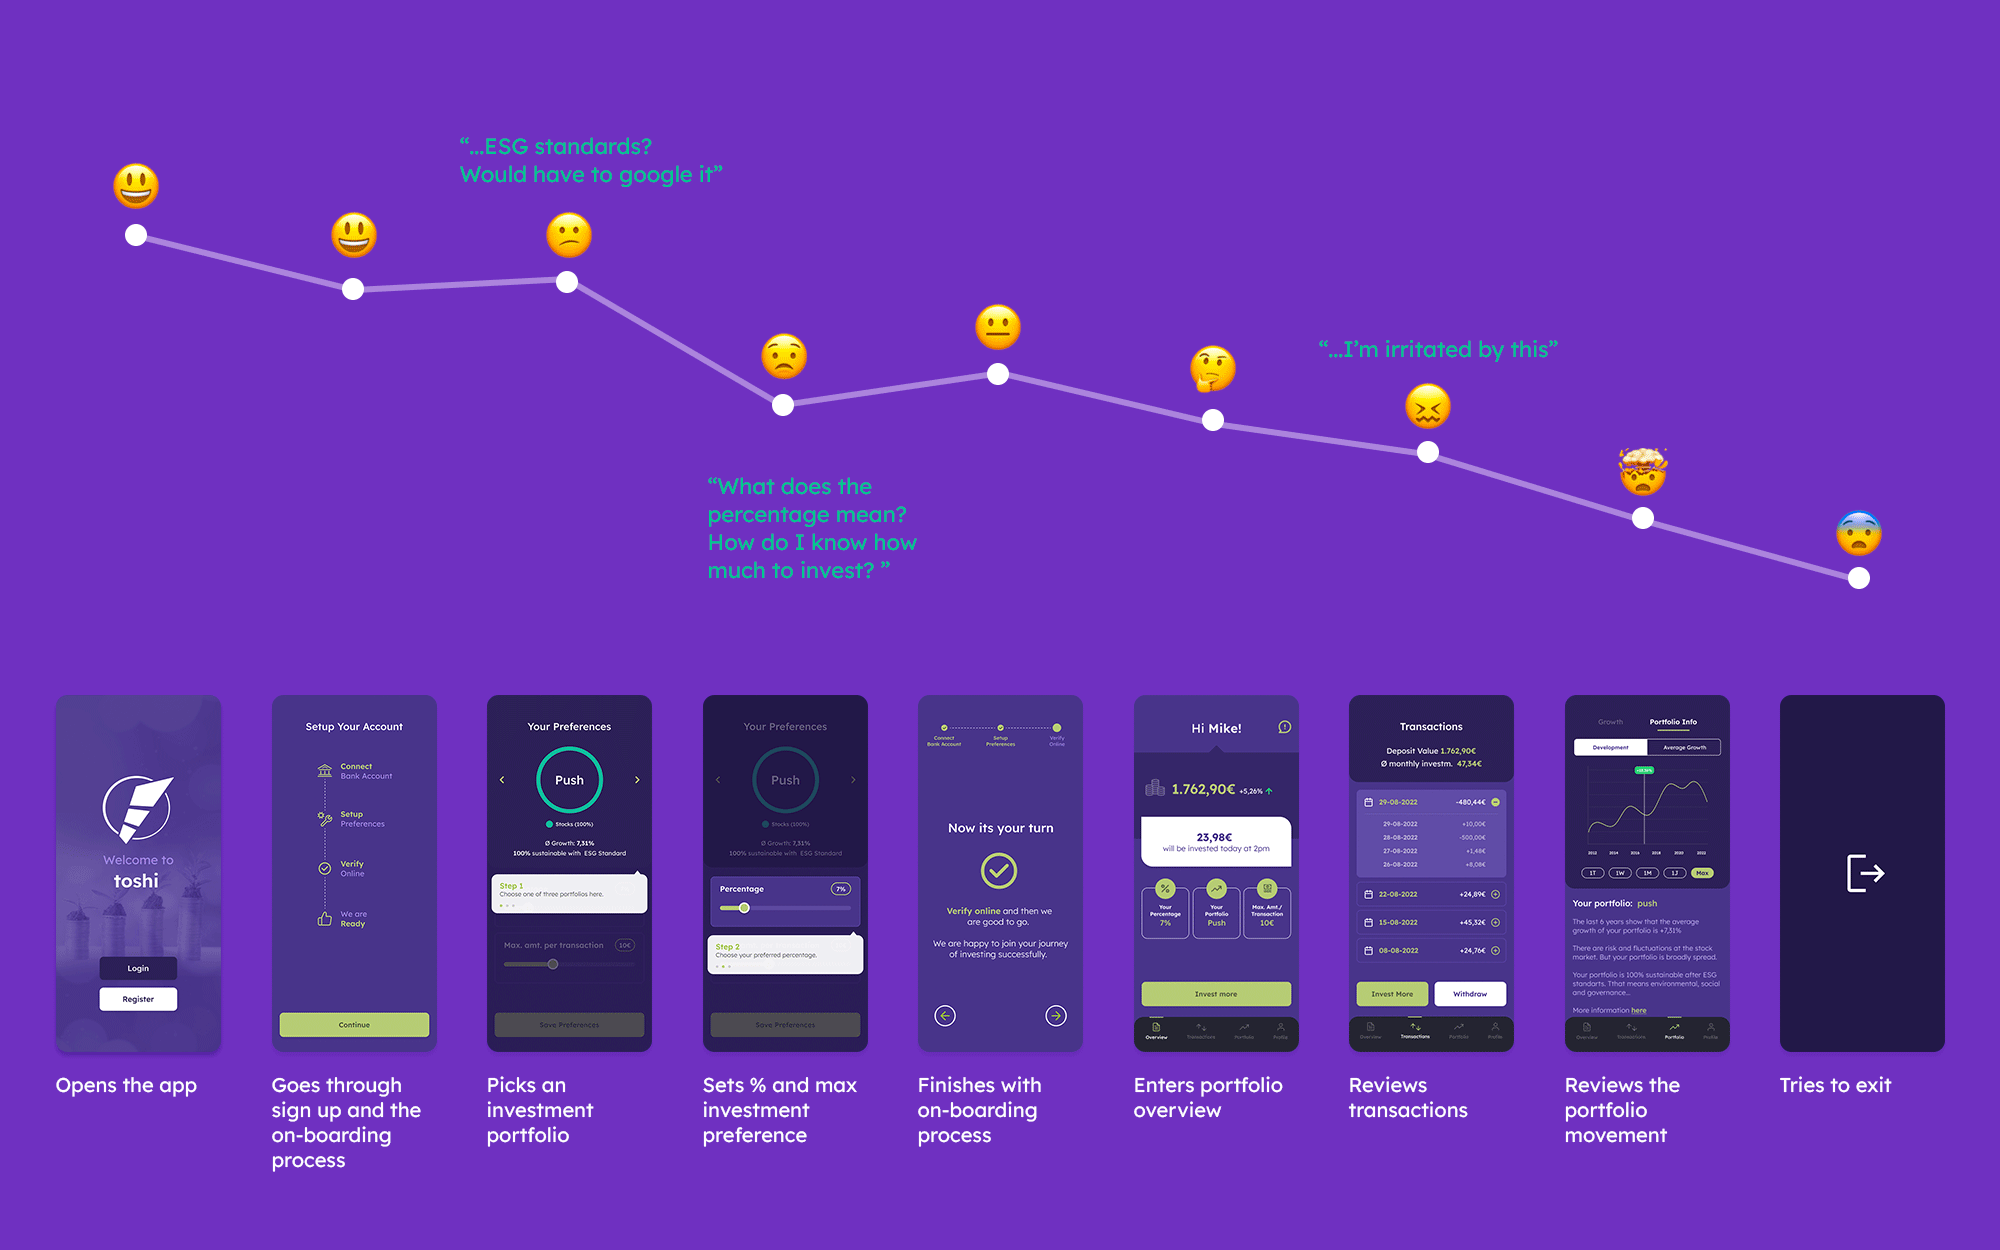 “...ESG standards?
Would have to google it”
“...I’m irritated by this”
“What does the
percentage mean?
How do I know how
much to invest? ”
Welcome to
toshi
Login
Register
Setup Your Account
Connect
Bank Account
Setup
Preferences
Verify
Online
We are
Ready
Continue
Your Preferences
Push
Stocks (100%)
Ø Growth: 7,31%
100% sustainable with ESG Standard
Step 1
Choose one of three portfolios here.
Max. amt. per transaction
10€
Save Preferences
Your Preferences
Push
Stocks (100%)
Ø Growth: 7,31%
100% sustainable with ESG Standard
Percentage
7%
Step 2
Choose your preferred percentage.
Save Preferences
Connect
Bank Account
Setup
Preferences
Verify
Online
Now its your turn
Verify online and then we
are good to go.
We are happy to join your journey
of investing successfully.
Hi Mike!
1.762,90€ +5,26%
23,98€
will be invested today at 2pm
Your
Percentage
7%
Your
Portfolio
Push
Max. Amt./
Transaction
10€
Invest more
Overview
Transactions
Portfolio
Profile
Transactions
Deposit Value 1.762,90€
Ø monthly investm. 47,34€
29-08-2022 -480,44€
29-08-2022 +10,00€
28-08-2022 -500,00€
27-08-2022 +1,48€
26-08-2022 +8,08€
22-08-2022 +24,89€
15-08-2022 +45,32€
08-08-2022 +24,76€
Invest More
Withdraw
Overview
Transactions
Portfolio
Profile
Growth
Portfolio Info
Development
Average Growth
2012 2014 2016 2018 2020 2022
1T 1W 1M 1J Max
Your portfolio: push
The last 6 years show that the average
growth of your portfolio is +7,31%
There are risk and fluctuations at the stock
market. But your portfolio is broadly spread.
Your portfolio is 100% sustainable after ESG
standarts. Tthat means environmental, social
and governance...
More information here
Overview
Transactions
Portfolio
Profile
Opens the app
Goes through
sign up and the
on-boarding
process
Picks an
investment
portfolio
Sets % and max
investment
preference
Finishes with
on-boarding
process
Enters portfolio
overview
Reviews
transactions
Reviews the
portfolio
movement
Tries to exit